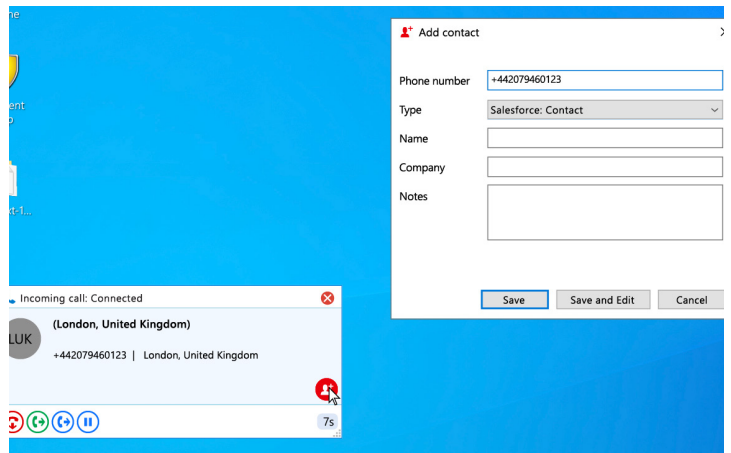 Add contact
Phone number +442079460123
Type Salesforce: Contact
Name
Company
Notes
Save Save and Edit Cancel
Incoming call: Connected
(London, United Kingdom)
LUK
+442079460123 | London, United Kingdom
7s